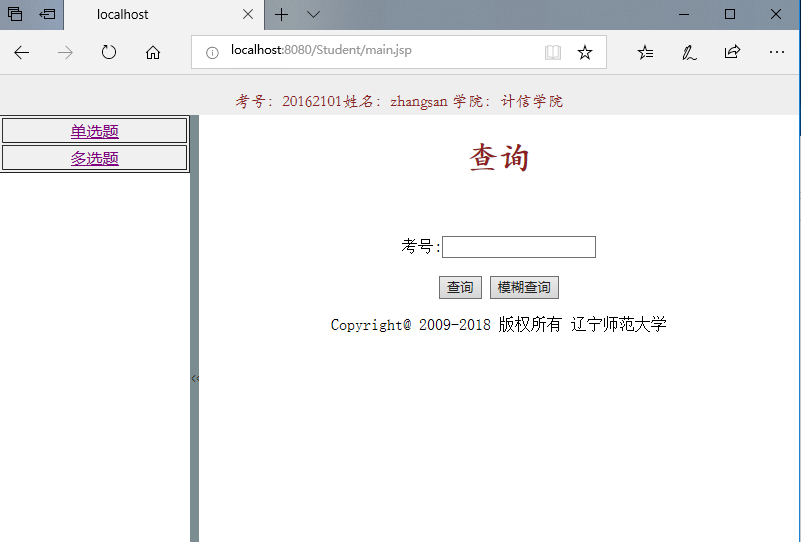 localhost
localhost:8080/Student/main.jsp
考号: 20162101姓名: zhangsan 学院: 计信学院
单选题
多选题
查询
考号:
查询 模糊查询
Copyright@ 2009-2018 版权所有 辽宁师范大学